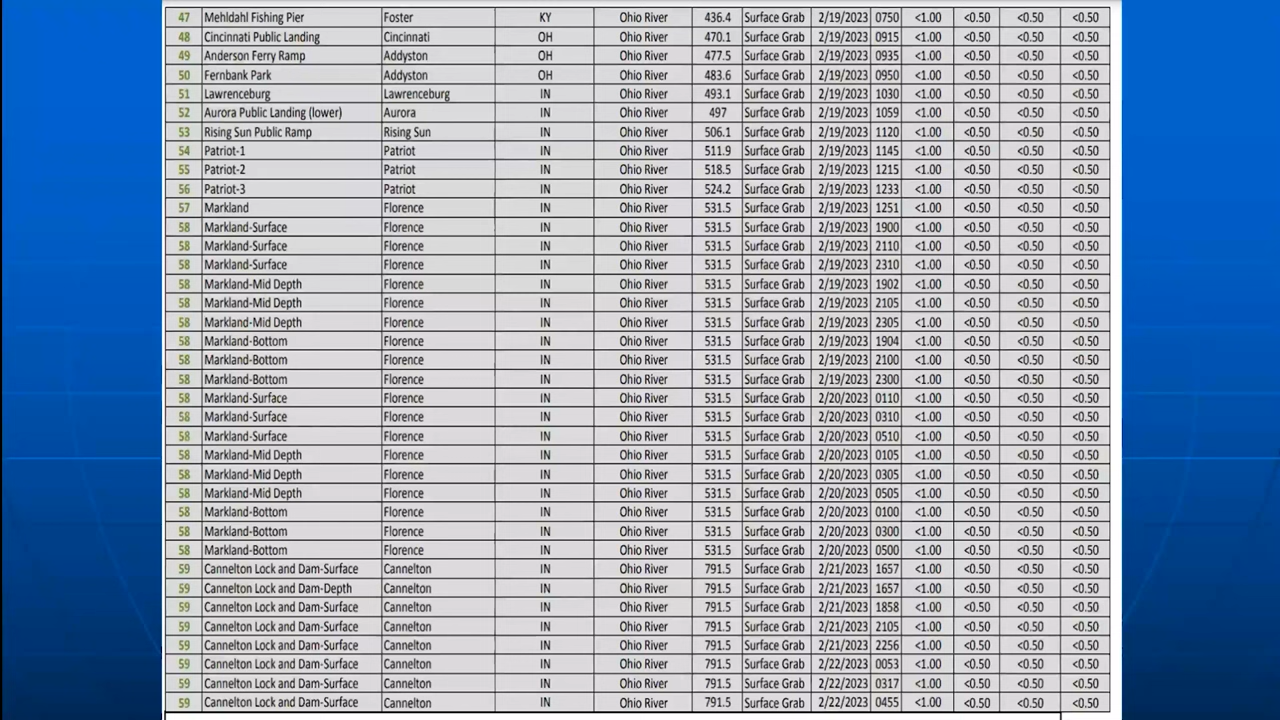 47 Mehldahl Fishing Pier Foster KY Ohio River 436.4 Surface Grab 2/19/2023 0750 <1.00 <0.50 <0.50 <0.50
48 Cincinnati Public Landing Cincinnati OH Ohio River 470.1 Surface Grab 2/19/2023 0915 <1.00 <0.50 <0.50 <0.50
49 Anderson Ferry Ramp Addyston OH Ohio River 477.5 Surface Grab 2/19/2023 0935 <1.00 <0.50 <0.50 <0.50
50 Fernbank Park Addyston OH Ohio River 483.6 Surface Grab 2/19/2023 0950 <1.00 <0.50 <0.50 <0.50
51 Lawrenceburg Lawrenceburg IN Ohio River 493.1 Surface Grab 2/19/2023 1030 <1.00 <0.50 <0.50 <0.50
52 Aurora Public Landing (lower) Aurora IN Ohio River 497 Surface Grab 2/19/2023 1059 <1.00 <0.50 <0.50 <0.50
53 Rising Sun Public Ramp Rising Sun IN Ohio River 506.1 Surface Grab 2/19/2023 1120 <1.00 <0.50 <0.50 <0.50
54 Patriot-1 Patriot IN Ohio River 511.9 Surface Grab 2/19/2023 1145 <1.00 <0.50 <0.50 <0.50
55 Patriot-2 Patriot IN Ohio River 518.5 Surface Grab 2/19/2023 1215 <1.00 <0.50 <0.50 <0.50
56 Patriot-3 Patriot IN Ohio River 524.2 Surface Grab 2/19/2023 1233 <1.00 <0.50 <0.50 <0.50
57 Markland Florence IN Ohio River 531.5 Surface Grab 2/19/2023 1251 <1.00 <0.50 <0.50 <0.50
58 Markland-Surface Florence IN Ohio River 531.5 Surface Grab 2/19/2023 1900 <1.00 <0.50 <0.50 <0.50
58 Markland-Surface Florence IN Ohio River 531.5 Surface Grab 2/19/2023 2110 <1.00 <0.50 <0.50 <0.50
58 Markland-Surface Florence IN Ohio River 531.5 Surface Grab 2/19/2023 2310 <1.00 <0.50 <0.50 <0.50
58 Markland-Mid Depth Florence IN Ohio River 531.5 Surface Grab 2/19/2023 1902 <1.00 <0.50 <0.50 <0.50
58 Markland-Mid Depth Florence IN Ohio River 531.5 Surface Grab 2/19/2023 2105 <1.00 <0.50 <0.50 <0.50
58 Markland-Mid Depth Florence IN Ohio River 531.5 Surface Grab 2/19/2023 2305 <1.00 <0.50 <0.50 <0.50
58 Markland-Bottom Florence IN Ohio River 531.5 Surface Grab 2/19/2023 1904 <1.00 <0.50 <0.50 <0.50
58 Markland-Bottom Florence IN Ohio River 531.5 Surface Grab 2/19/2023 2100 <1.00 <0.50 <0.50 <0.50
58 Markland-Bottom Florence IN Ohio River 531.5 Surface Grab 2/19/2023 2300 <1.00 <0.50 <0.50 <0.50
58 Markland-Surface Florence IN Ohio River 531.5 Surface Grab 2/20/2023 0110 <1.00 <0.50 <0.50 <0.50
58 Markland-Surface Florence IN Ohio River 531.5 Surface Grab 2/20/2023 0310 <1.00 <0.50 <0.50 <0.50
58 Markland-Surface Florence IN Ohio River 531.5 Surface Grab 2/20/2023 0510 <1.00 <0.50 <0.50 <0.50
58 Markland-Mid Depth Florence IN Ohio River 531.5 Surface Grab 2/20/2023 0105 <1.00 <0.50 <0.50 <0.50
58 Markland-Mid Depth Florence IN Ohio River 531.5 Surface Grab 2/20/2023 0305 <1.00 <0.50 <0.50 <0.50
58 Markland-Mid Depth Florence IN Ohio River 531.5 Surface Grab 2/20/2023 0505 <1.00 <0.50 <0.50 <0.50
58 Markland-Bottom Florence IN Ohio River 531.5 Surface Grab 2/20/2023 0100 <1.00 <0.50 <0.50 <0.50
58 Markland-Bottom Florence IN Ohio River 531.5 Surface Grab 2/20/2023 0300 <1.00 <0.50 <0.50 <0.50
58 Markland-Bottom Florence IN Ohio River 531.5 Surface Grab 2/20/2023 0500 <1.00 <0.50 <0.50 <0.50
59 Cannelton Lock and Dam-Surface Cannelton IN Ohio River 791.5 Surface Grab 2/21/2023 1657 <1.00 <0.50 <0.50 <0.50
59 Cannelton Lock and Dam-Depth Cannelton IN Ohio River 791.5 Surface Grab 2/21/2023 1657 <1.00 <0.50 <0.50 <0.50
59 Cannelton Lock and Dam-Surface Cannelton IN Ohio River 791.5 Surface Grab 2/21/2023 1858 <1.00 <0.50 <0.50 <0.50
59 Cannelton Lock and Dam-Surface Cannelton IN Ohio River 791.5 Surface Grab 2/21/2023 2105 <1.00 <0.50 <0.50 <0.50
59 Cannelton Lock and Dam-Surface Cannelton IN Ohio River 791.5 Surface Grab 2/21/2023 2256 <1.00 <0.50 <0.50 <0.50
59 Cannelton Lock and Dam-Surface Cannelton IN Ohio River 791.5 Surface Grab 2/22/2023 0053 <1.00 <0.50 <0.50 <0.50
59 Cannelton Lock and Dam-Surface Cannelton IN Ohio River 791.5 Surface Grab 2/22/2023 0317 <1.00 <0.50 <0.50 <0.50
59 Cannelton Lock and Dam-Surface Cannelton IN Ohio River 791.5 Surface Grab 2/22/2023 0455 <1.00 <0.50 <0.50 <0.50